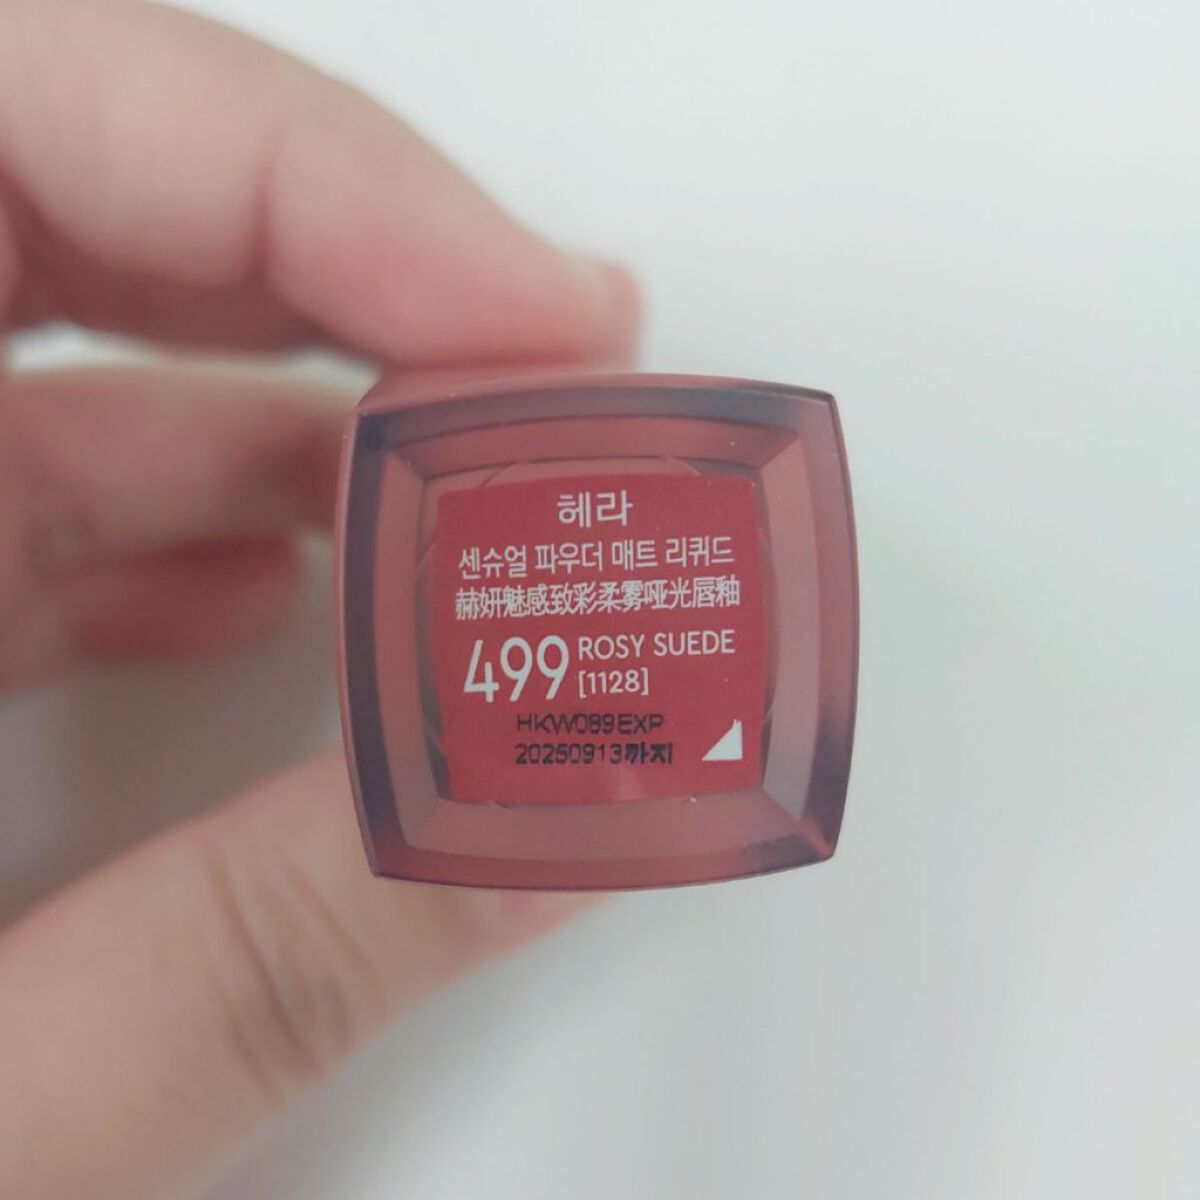 헤라
센슈얼 파우더 매트 리퀴드
赫妍魅感致彩柔雾哑光唇釉
499 ROSY SUEDE
[1128]
HKW089EXP
20250913까지